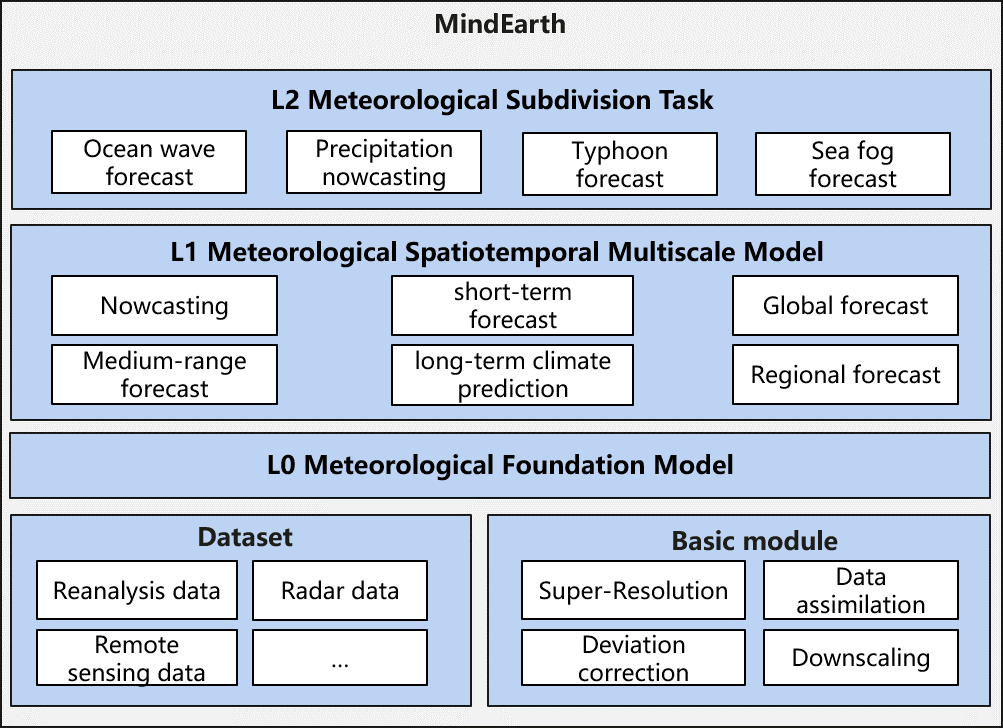 MindEarth
L2 Meteorological Subdivision Task
Ocean wave
forecast
Precipitation
nowcasting
Typhoon
forecast
Sea fog
forecast
L1 Meteorological Spatiotemporal Multiscale Model
Nowcasting
short-term
forecast
Global forecast
Medium-range
forecast
long-term climate
prediction
Regional forecast
L0 Meteorological Foundation Model
Dataset
Reanalysis data
Radar data
Remote
sensing data
...
Basic module
Super-Resolution
Data
assimilation
Deviation
correction
Downscaling